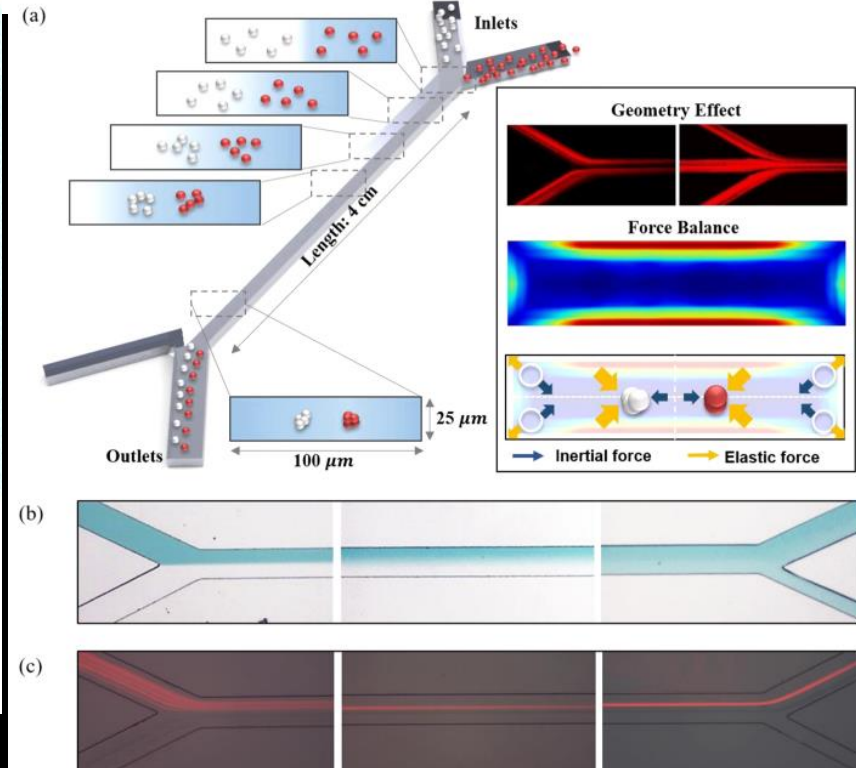 (a)
Inlets
Geometry Effect
Force Balance
Length: 4 cm
25 μm
100 μm
Outlets
Inertial force
Elastic force
(b)
(c)